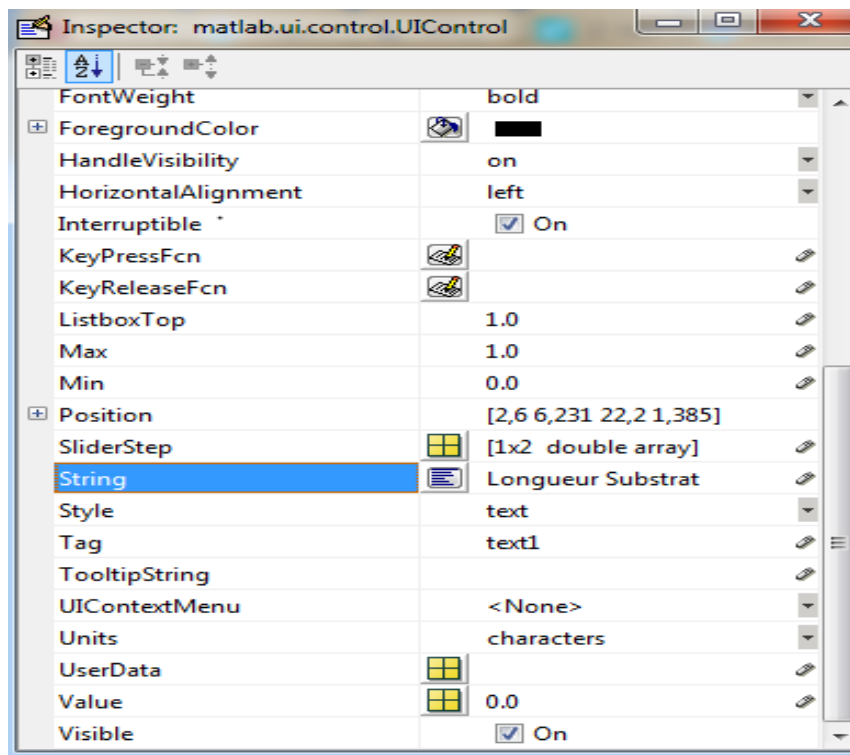 Inspector: matlab.ui.control.UIControl
FontWeight bold
ForegroundColor
HandleVisibility on
HorizontalAlignment left
Interruptible On
KeyPressFcn
KeyReleaseFcn
ListboxTop 1.0
Max 1.0
Min 0.0
Position [2,6 6,231 22,2 1,385]
SliderStep [1x2 double array]
String Longueur Substrat
Style text
Tag text1
TooltipString
UIContextMenu <None>
Units characters
UserData
Value 0.0
Visible On